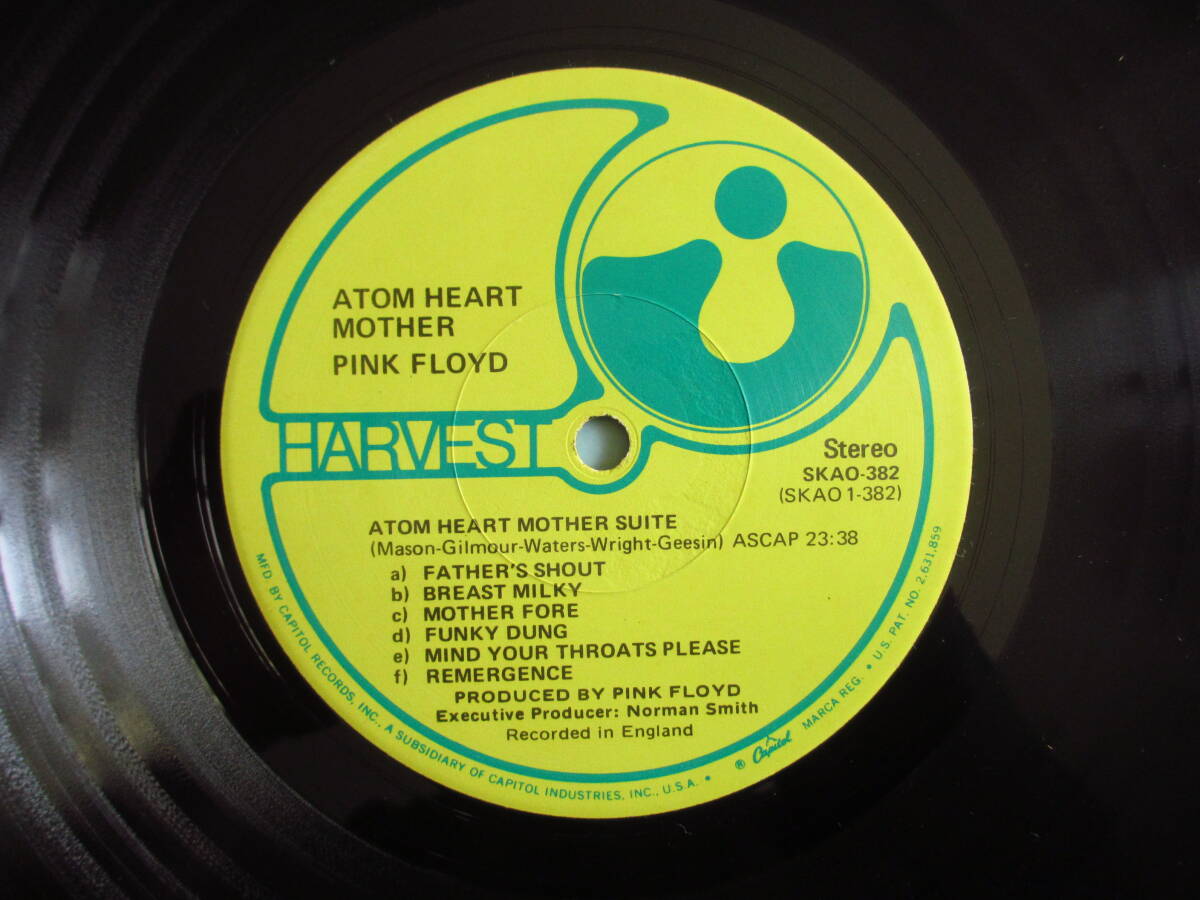 ATOM HEART
MOTHER
PINK FLOYD
HARVEST
Stereo
SKAO-382
(SKAO 1-382)
ATOM HEART MOTHER SUITE
(Mason-Gilmour-Waters-Wright-Geesin) ASCAP 23:38
a) FATHER'S SHOUT
b) BREAST MILKY
c) MOTHER FORE
d) FUNKY DUNG
e) MIND YOUR THROATS PLEASE
f) REMERGENCE
PRODUCED BY PINK FLOYD
Executive Producer: Norman Smith
Recorded in England
MFD. BY CAPITOL RECORDS, INC., A SUBSIDIARY OF CAPITOL INDUSTRIES, INC., U.S.A. • ® Capitol MARCA REG. • U.S. PAT. NO. 2,631,859